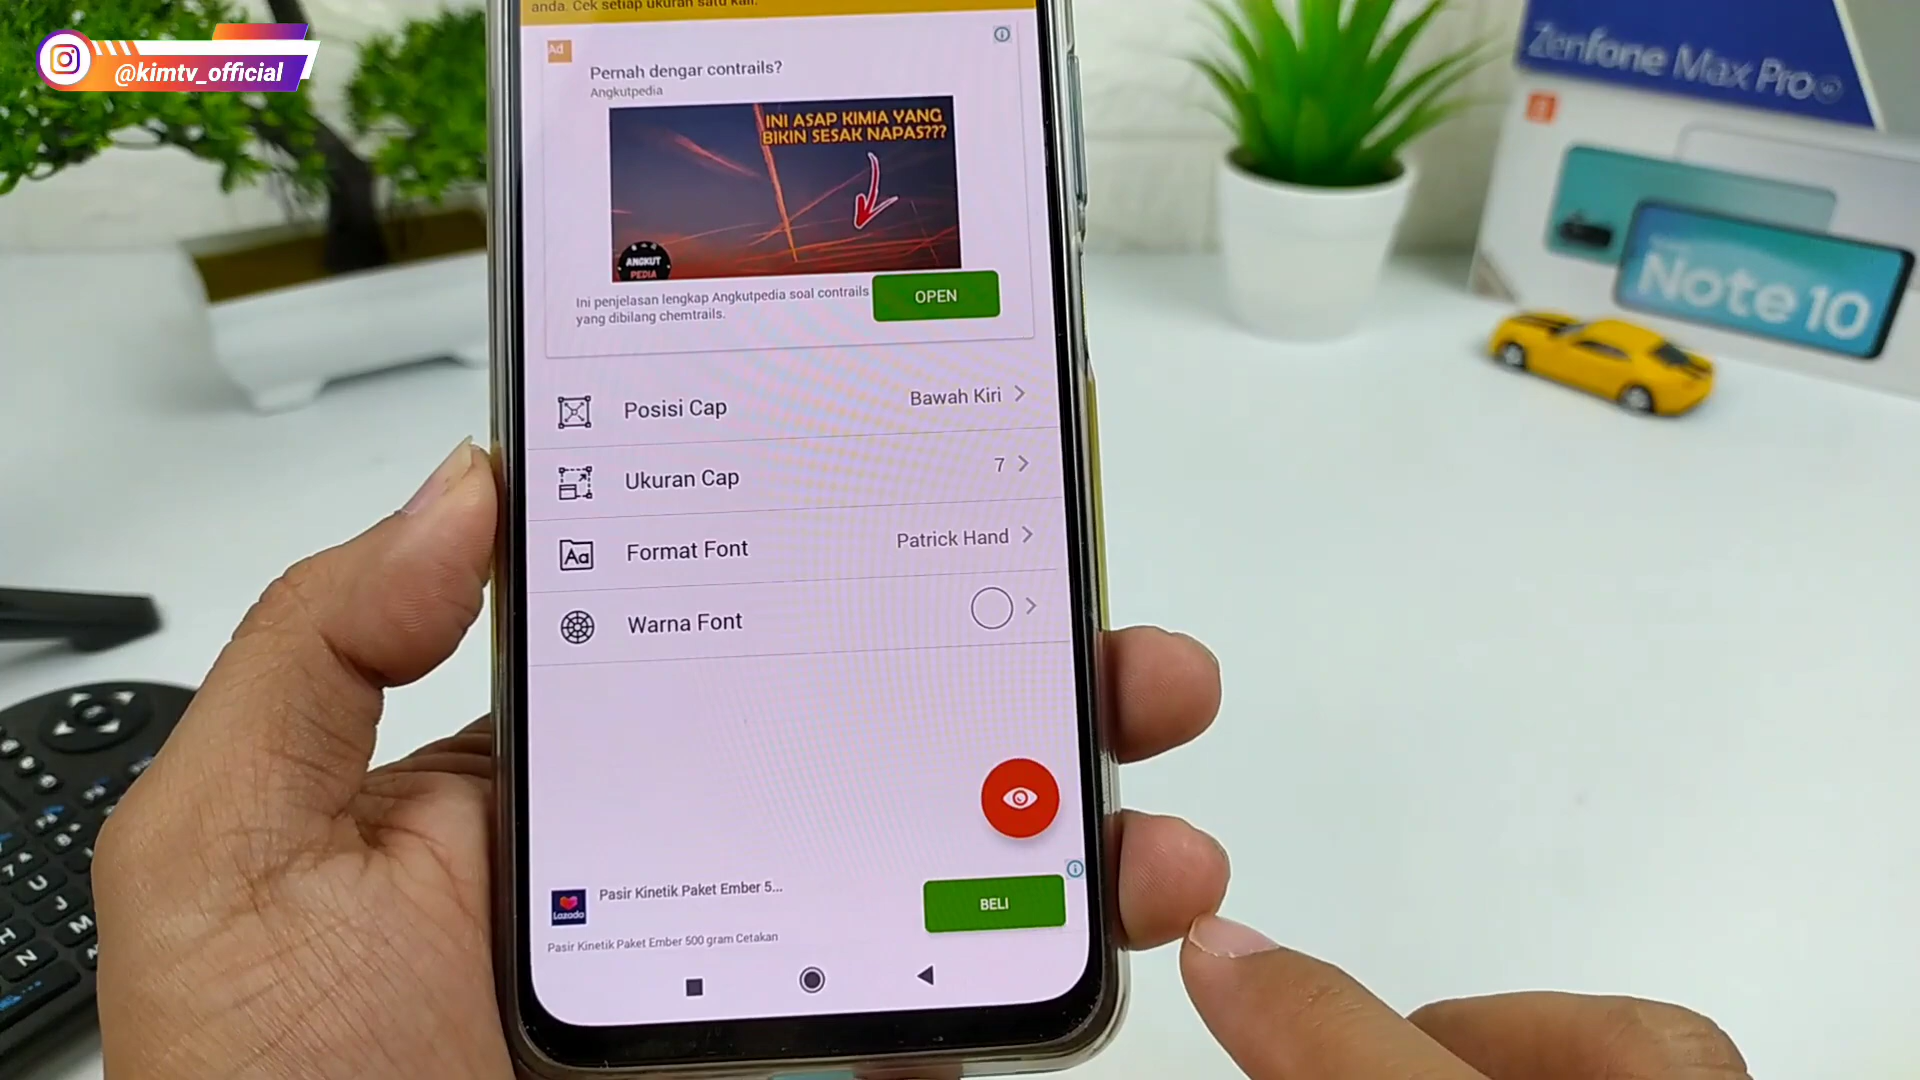 @kimtv_official
anda. Cek setiap ukuran satu kali.
Ad
Pernah dengar contrails?
Angkutpedia
INI ASAP KIMIA YANG
BIKIN SESAK NAPAS???
ANGKUT
PEDIA
Ini penjelasan lengkap Angkutpedia soal contrails
yang dibilang chemtrails.
OPEN
Posisi Cap
Bawah Kiri
Ukuran Cap
7
Format Font
Patrick Hand
Warna Font
Pasir Kinetik Paket Ember 5...
Lazada
BELI
Pasir Kinetik Paket Ember 500 gram Cetakan
Zenfone Max Pro
Note 10
7
U
J
M
N